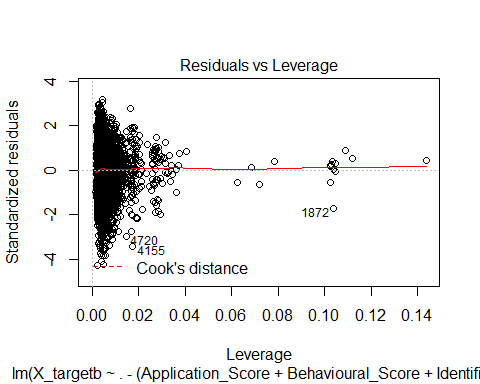 Residuals vs Leverage
Standardized residuals
4
2
0
-2
-4
1872
4720
4155
Cook's distance
0.00 0.02 0.04 0.06 0.08 0.10 0.12 0.14
Leverage
lm(X_targetb ~ . - (Application_Score + Behavioural_Score + Identifi